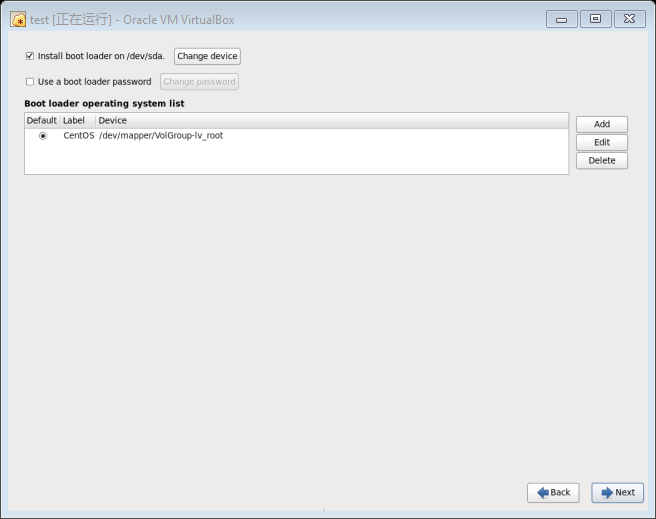 test [正在运行] - Oracle VM VirtualBox
Install boot loader on /dev/sda. Change device
Use a boot loader password Change password
Boot loader operating system list
Default Label Device
CentOS /dev/mapper/VolGroup-lv_root
Add
Edit
Delete
Back Next